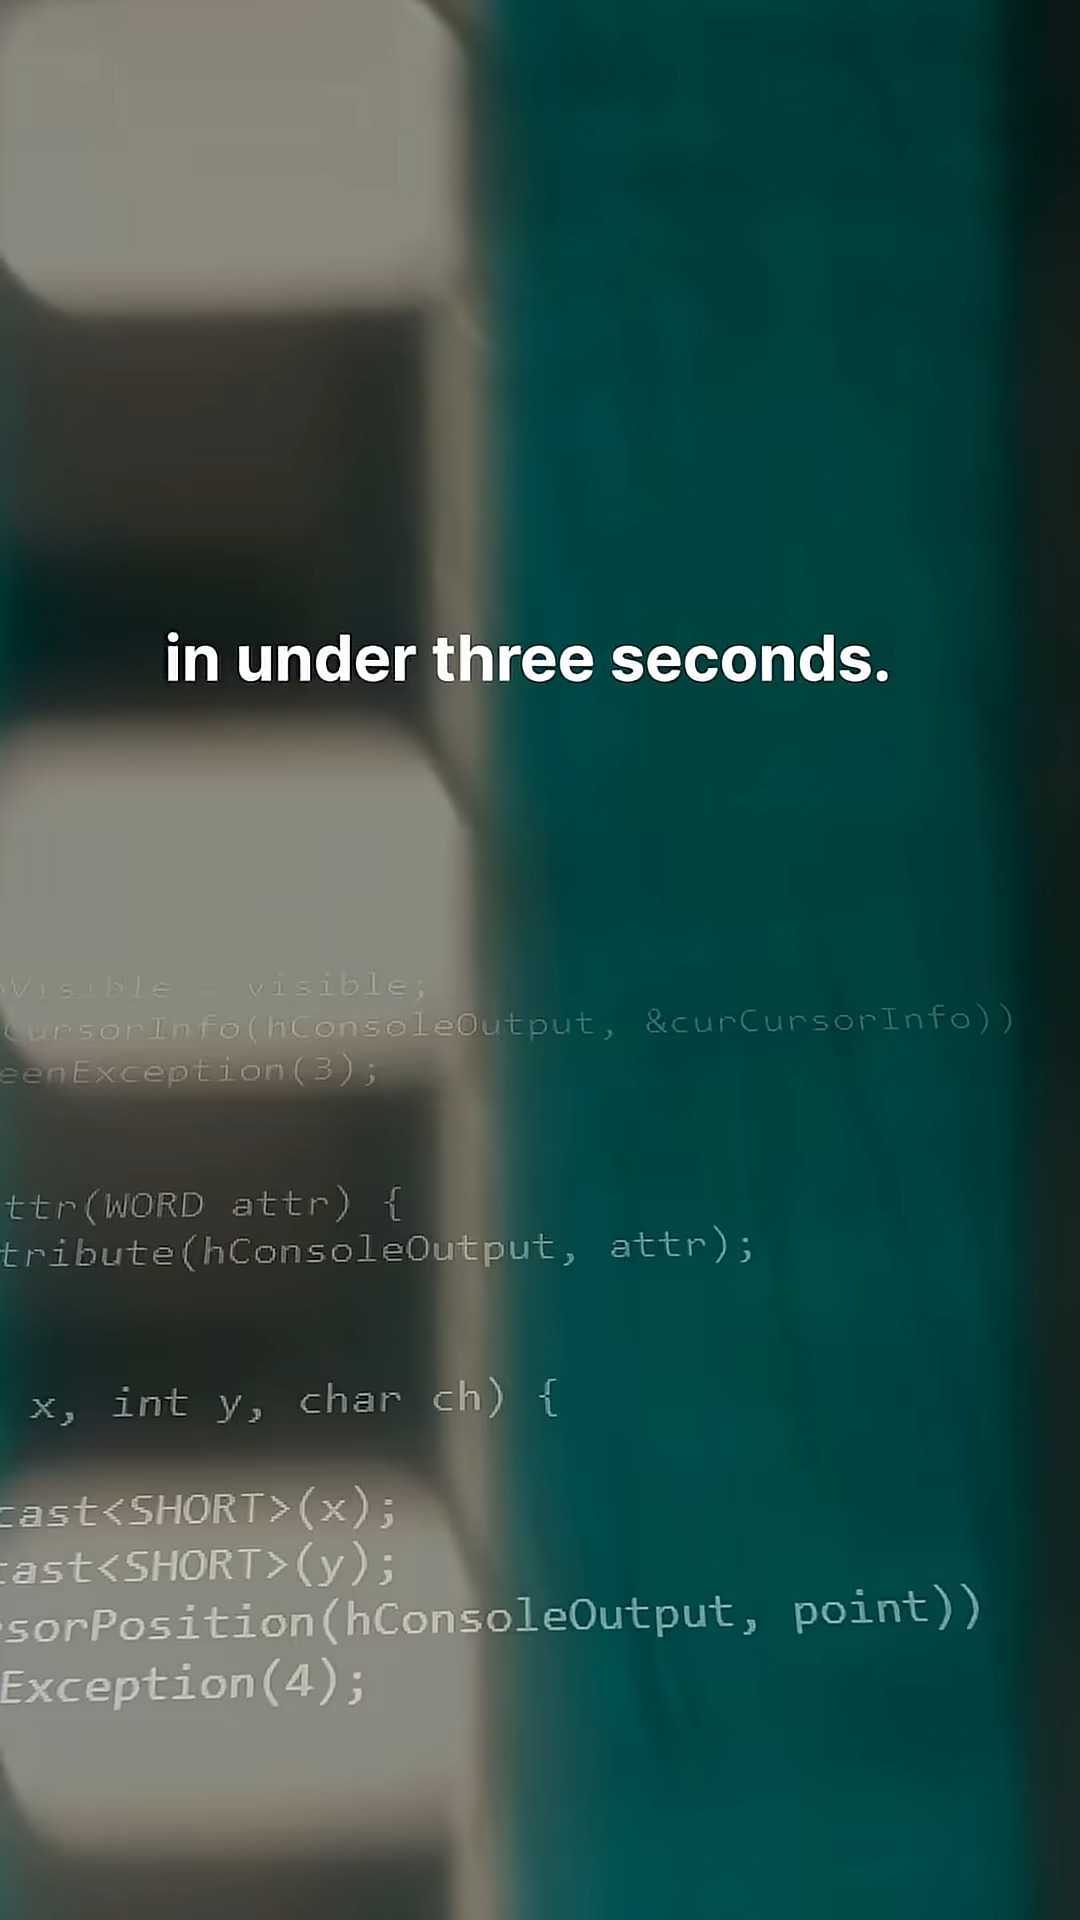 in under three seconds.
Visible = visible;
cursorInfo(hConsoleOutput, &curCursorInfo))
eenException(3);
ttr(WORD attr) {
tribute(hConsoleOutput, attr);
x, int y, char ch) {
cast<SHORT>(x);
cast<SHORT>(y);
sorPosition(hConsoleOutput, point))
Exception(4);